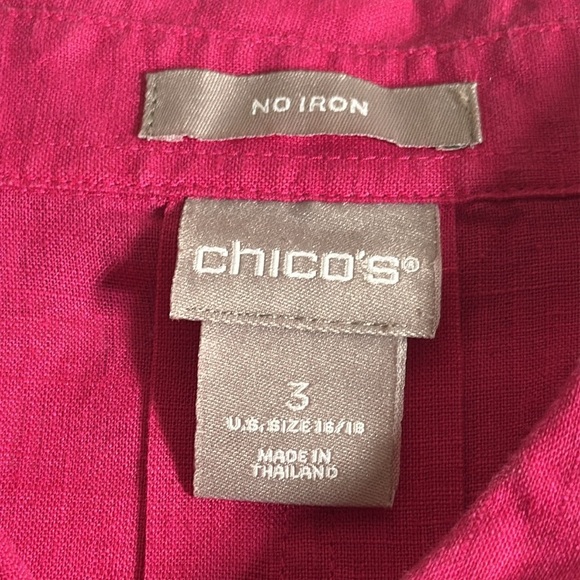 NO IRON
chico's®
3
U.S. SIZE 16/18
MADE IN
THAILAND